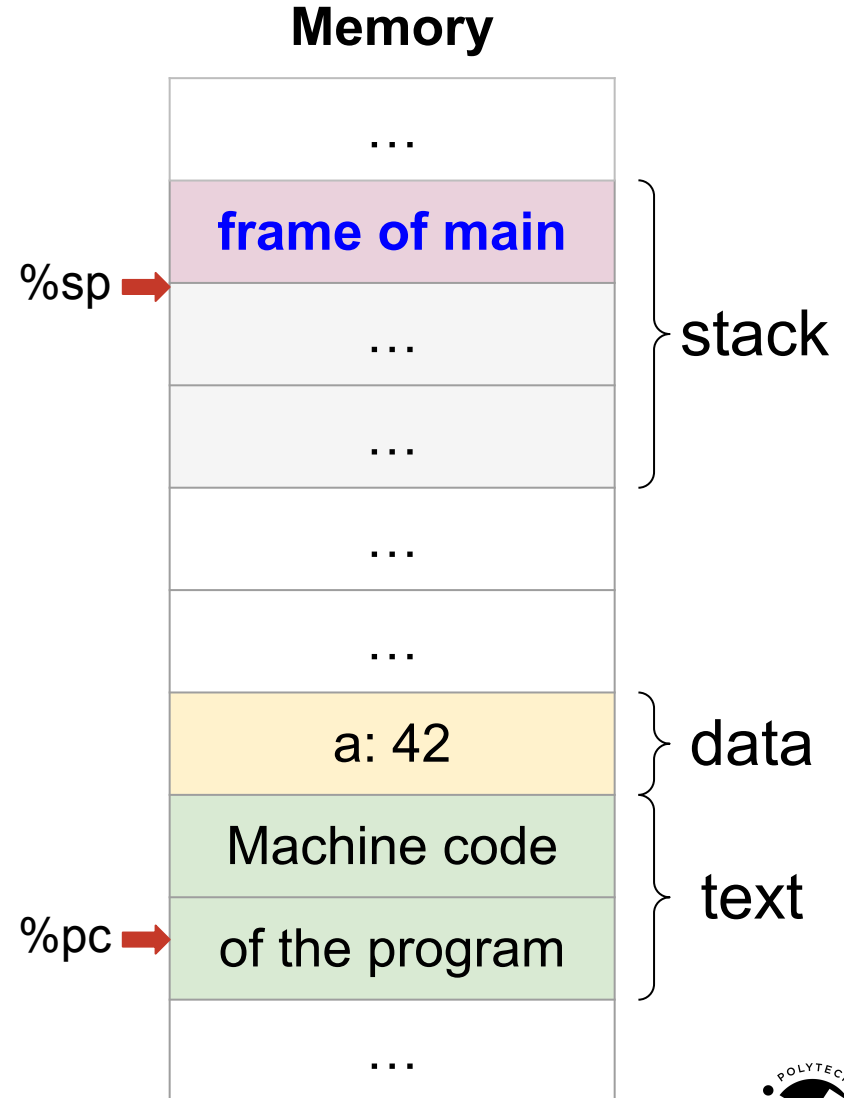 Memory
…
frame of main
%sp
…
stack
…
…
…
a: 42
data
Machine code
text
%pc
of the program
…